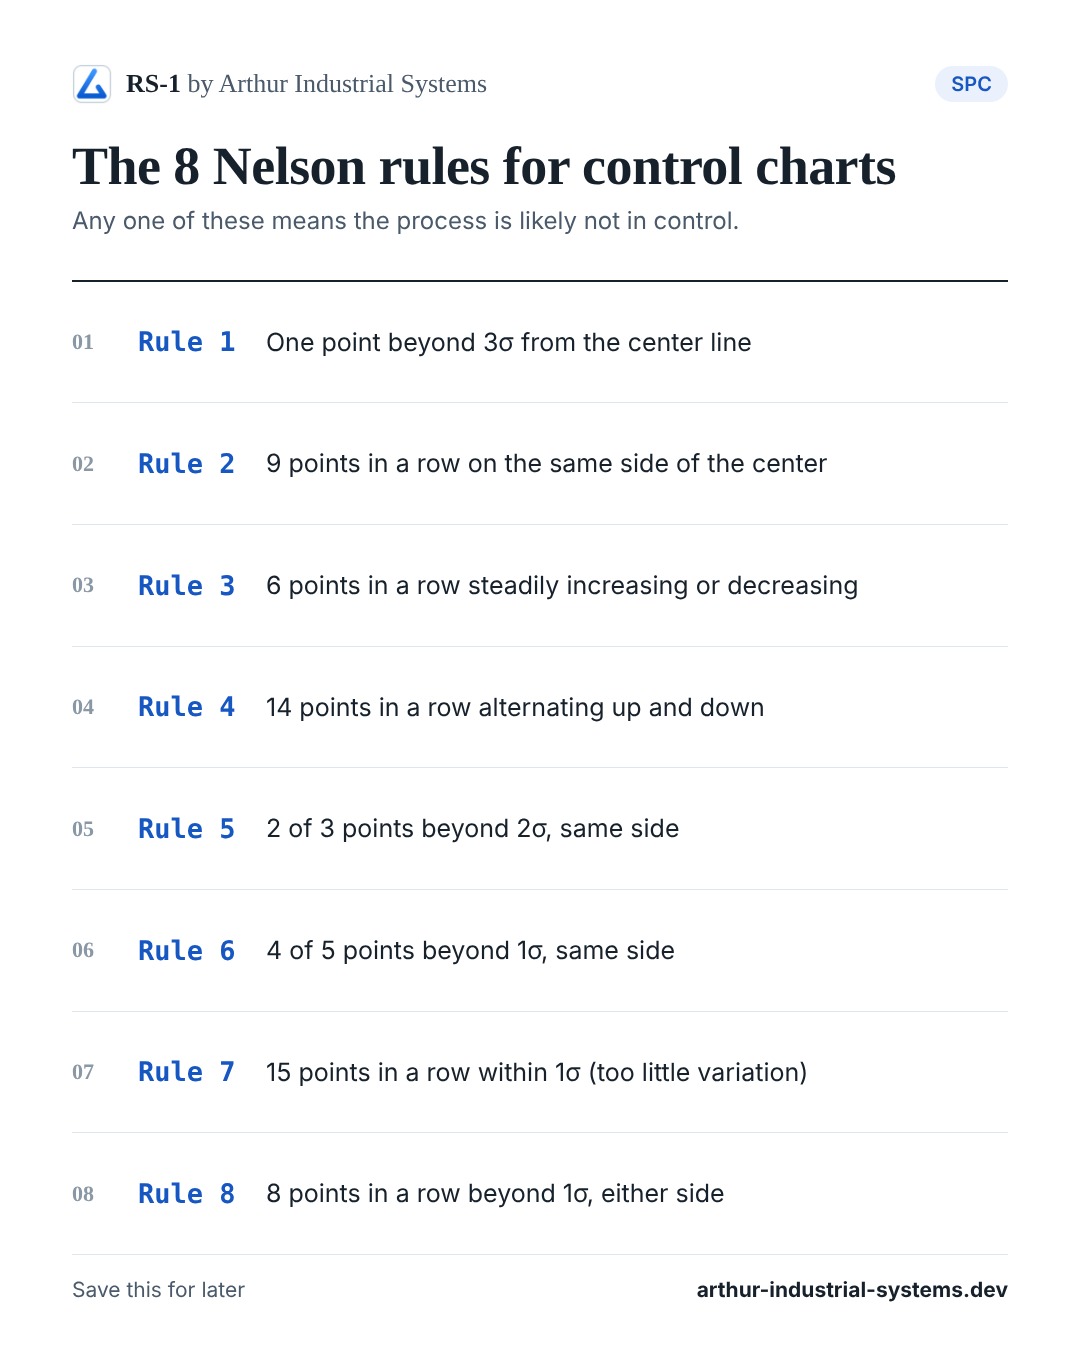 RS-1 by Arthur Industrial Systems
SPC
The 8 Nelson rules for control charts
Any one of these means the process is likely not in control.
01 Rule 1 One point beyond 3σ from the center line
02 Rule 2 9 points in a row on the same side of the center
03 Rule 3 6 points in a row steadily increasing or decreasing
04 Rule 4 14 points in a row alternating up and down
05 Rule 5 2 of 3 points beyond 2σ, same side
06 Rule 6 4 of 5 points beyond 1σ, same side
07 Rule 7 15 points in a row within 1σ (too little variation)
08 Rule 8 8 points in a row beyond 1σ, either side
Save this for later
arthur-industrial-systems.dev